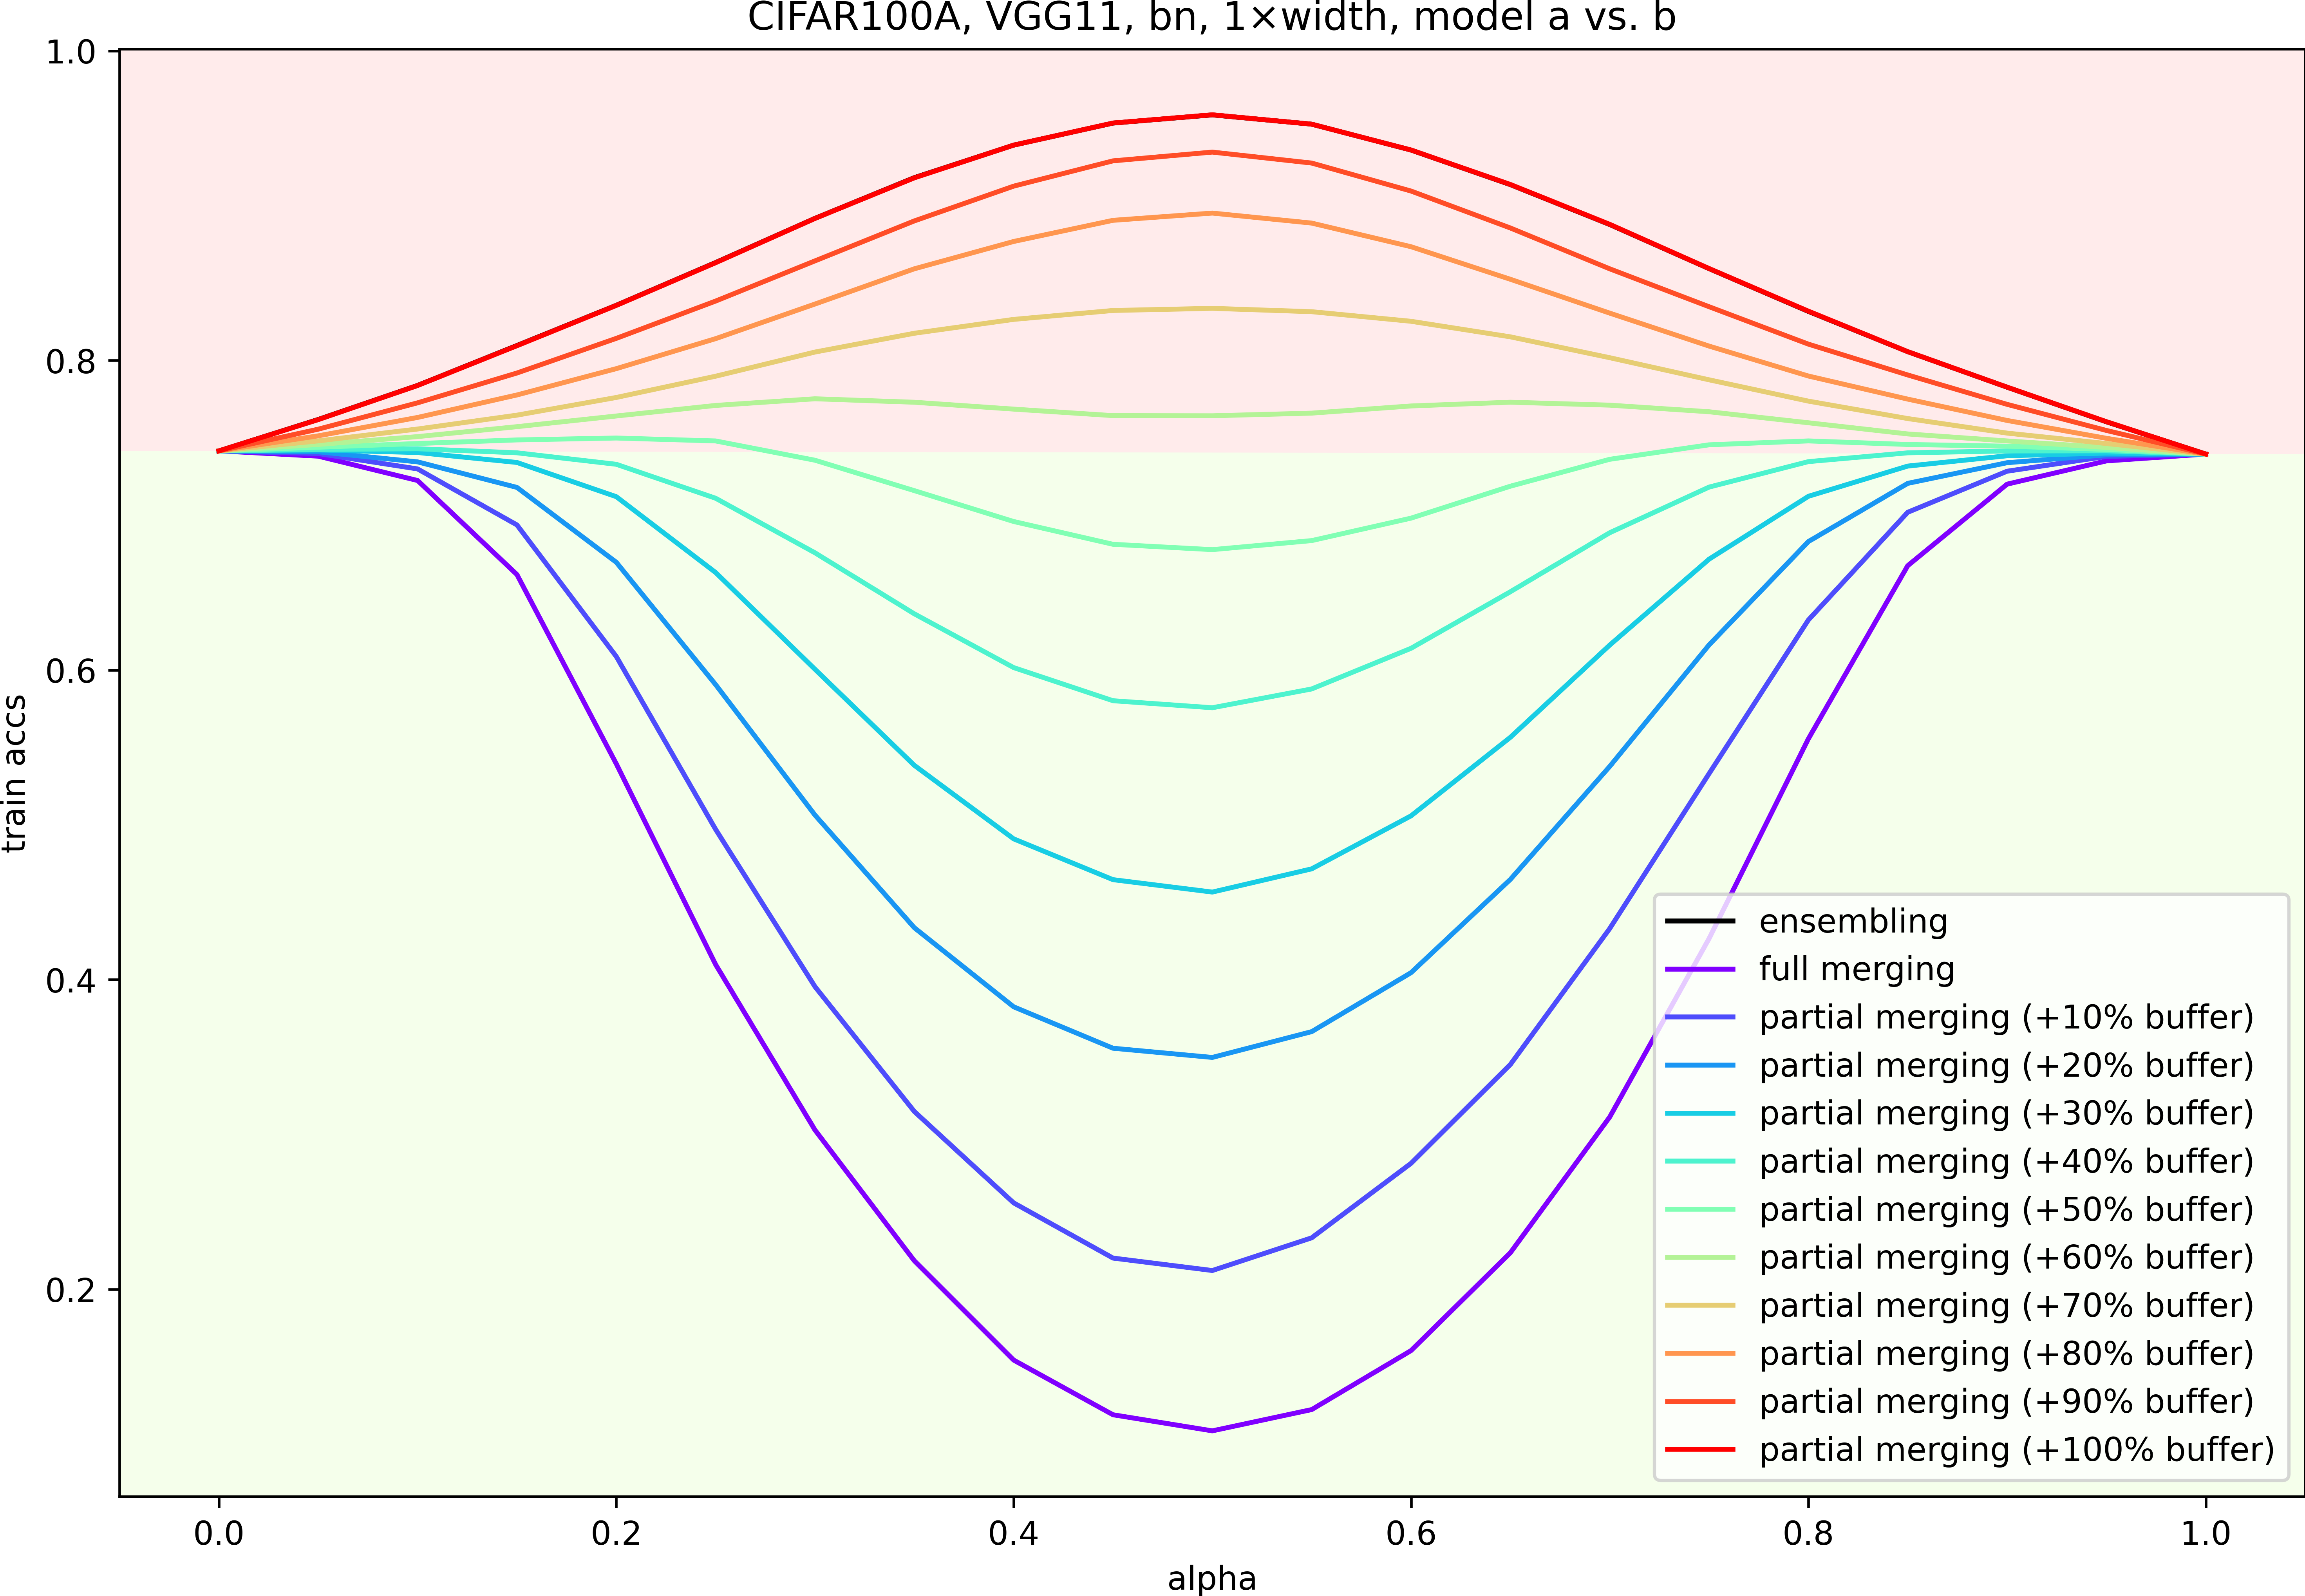 CIFAR100A, VGG11, bn, 1×width, model a vs. b
1.0
0.8
0.6
0.4
0.2
train accs
ensembling
full merging
partial merging (+10% buffer)
partial merging (+20% buffer)
partial merging (+30% buffer)
partial merging (+40% buffer)
partial merging (+50% buffer)
partial merging (+60% buffer)
partial merging (+70% buffer)
partial merging (+80% buffer)
partial merging (+90% buffer)
partial merging (+100% buffer)
0.0 0.2 0.4 0.6 0.8 1.0
alpha